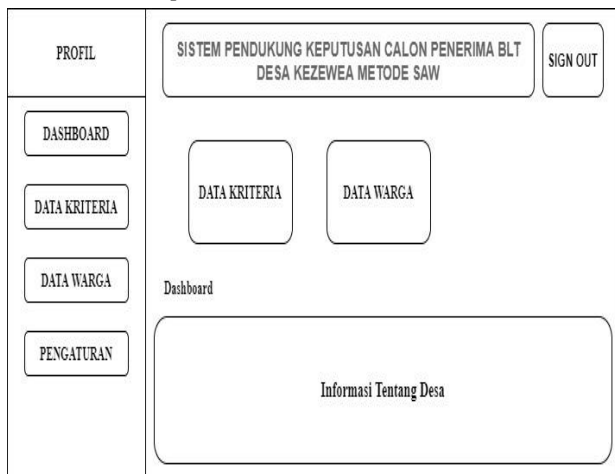 PROFIL
SISTEM PENDUKUNG KEPUTUSAN CALON PENERIMA BLT
DESA KEZEWEA METODE SAW
SIGN OUT
DASHBOARD
DATA KRITERIA
DATA WARGA
PENGATURAN
DATA KRITERIA
DATA WARGA
Dashboard
Informasi Tentang Desa